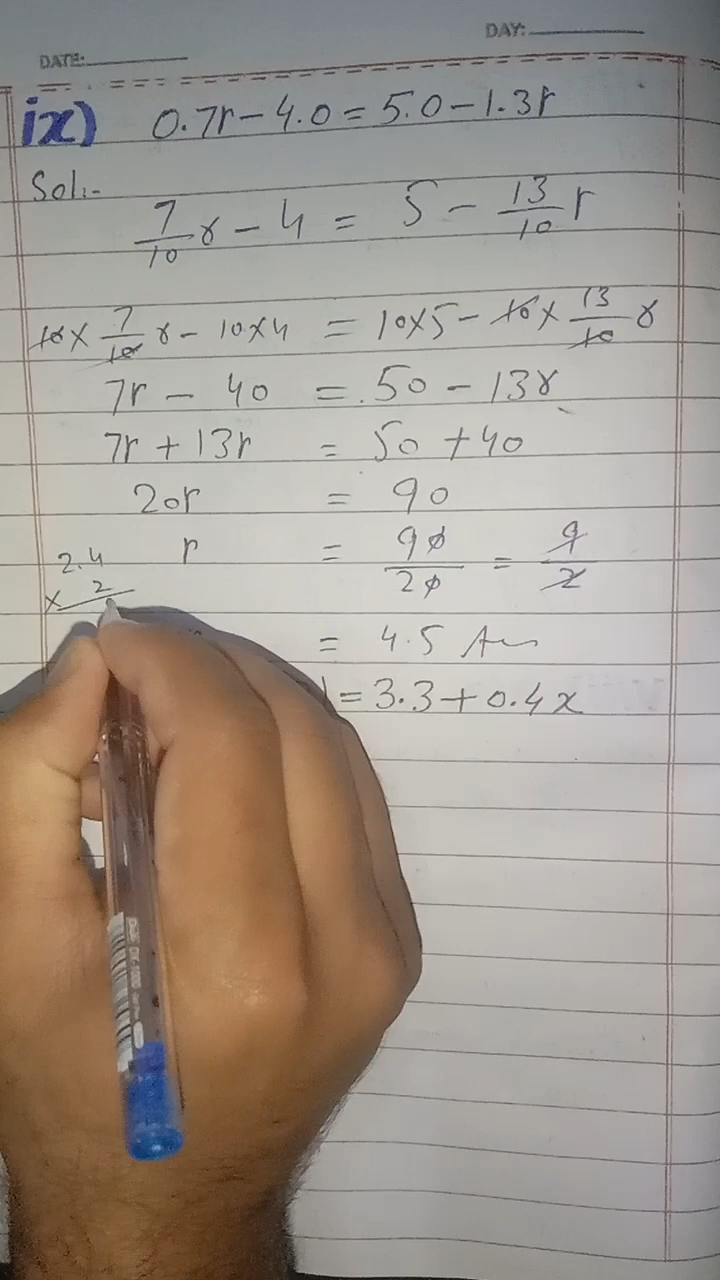 DAY:
DATE:
ix) 0.7r - 4.0 = 5.0 - 1.3r
Sol:-
7/10 r - 4 = 5 - 13/10 r
10 × 7/10 r - 10×4 = 10×5 - 10 × 13/10 r
7r - 40 = 50 - 13r
7r + 13r = 50 + 40
20r = 90
r = 90/20 = 9/2
2.4
× 2
= 4.5 Ans
= 3.3 + 0.4x